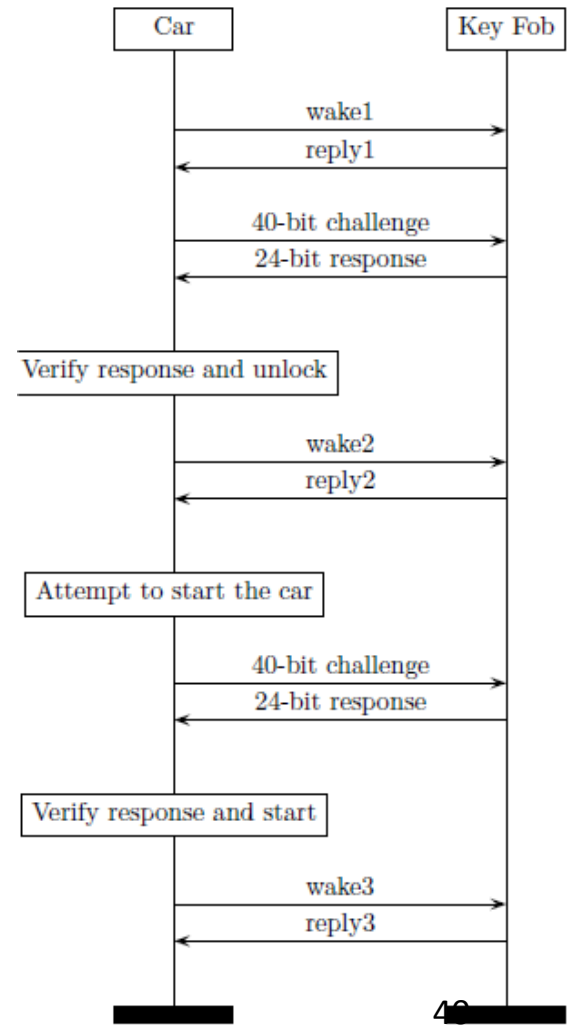 Car
Key Fob
wake1
reply1
40-bit challenge
24-bit response
Verify response and unlock
wake2
reply2
Attempt to start the car
40-bit challenge
24-bit response
Verify response and start
wake3
reply3